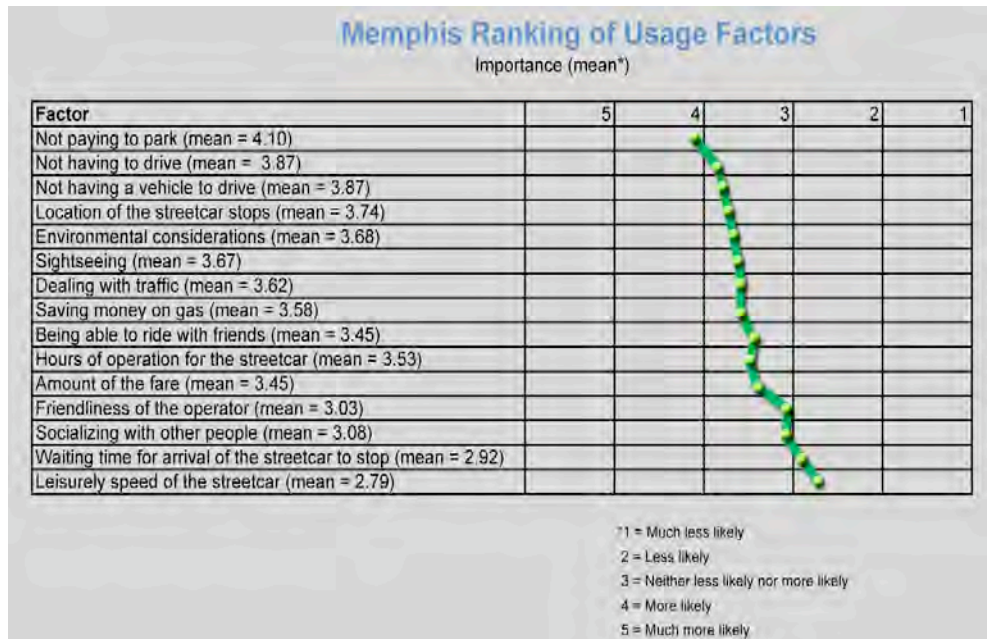 Memphis Ranking of Usage Factors
Importance (mean*)
Factor 5 4 3 2 1
Not paying to park (mean = 4.10)
Not having to drive (mean = 3.87)
Not having a vehicle to drive (mean = 3.87)
Location of the streetcar stops (mean = 3.74)
Environmental considerations (mean = 3.68)
Sightseeing (mean = 3.67)
Dealing with traffic (mean = 3.62)
Saving money on gas (mean = 3.58)
Being able to ride with friends (mean = 3.45)
Hours of operation for the streetcar (mean = 3.53)
Amount of the fare (mean = 3.45)
Friendliness of the operator (mean = 3.03)
Socializing with other people (mean = 3.08)
Waiting time for arrival of the streetcar to stop (mean = 2.92)
Leisurely speed of the streetcar (mean = 2.79)
*1 = Much less likely
2 = Less likely
3 = Neither less likely nor more likely
4 = More likely
5 = Much more likely